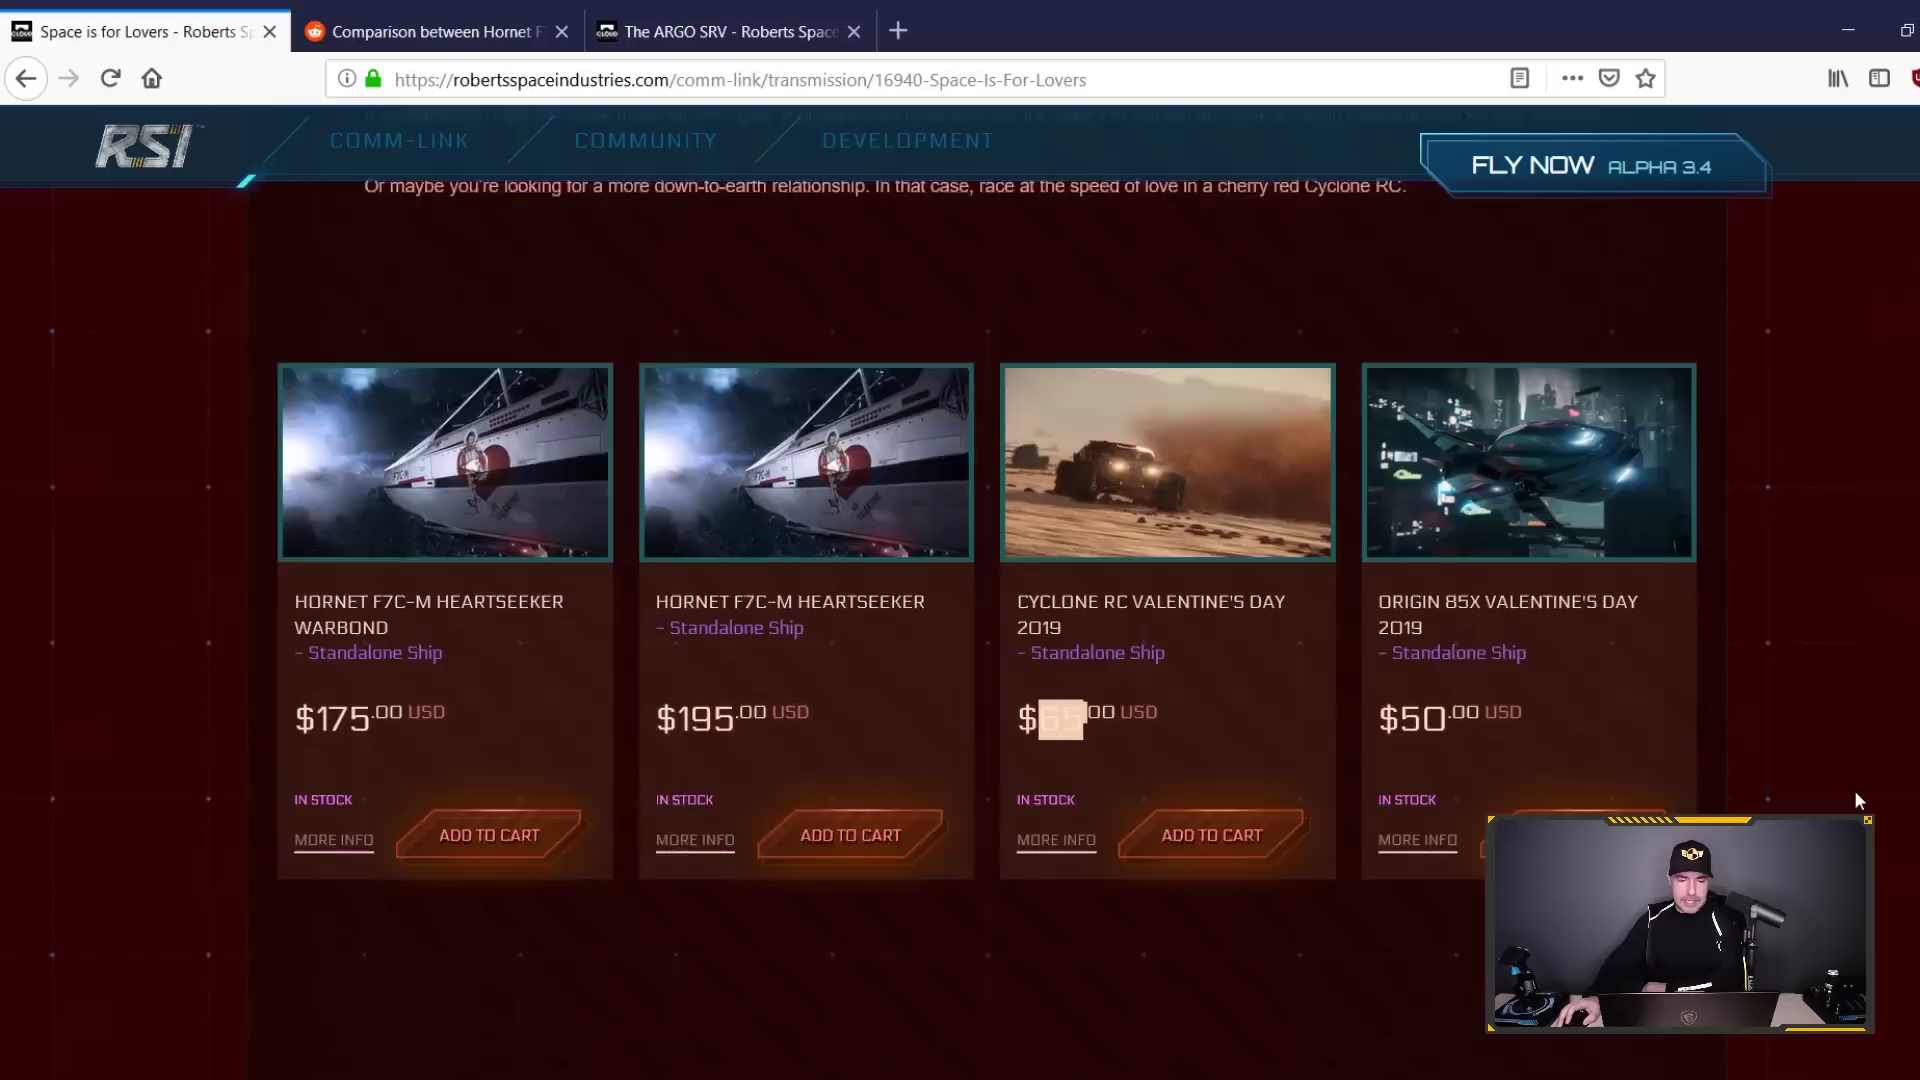 Space is for Lovers - Roberts Sp
Comparison between Hornet F
The ARGO SRV - Roberts Space
https://robertsspaceindustries.com/comm-link/transmission/16940-Space-Is-For-Lovers
RSI
COMM-LINK
COMMUNITY
DEVELOPMENT
FLY NOW ALPHA 3.4
Or maybe you're looking for a more down-to-earth relationship. In that case, race at the speed of love in a cherry red Cyclone RC.
HORNET F7C-M HEARTSEEKER
WARBOND
- Standalone Ship
$175.00 USD
IN STOCK
MORE INFO
ADD TO CART
HORNET F7C-M HEARTSEEKER
- Standalone Ship
$195.00 USD
IN STOCK
MORE INFO
ADD TO CART
CYCLONE RC VALENTINE'S DAY
2019
- Standalone Ship
$65.00 USD
IN STOCK
MORE INFO
ADD TO CART
ORIGIN 85X VALENTINE'S DAY
2019
- Standalone Ship
$50.00 USD
IN STOCK
MORE INFO